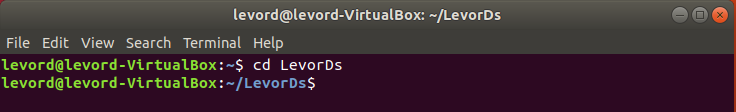 levord@levord-VirtualBox: ~/LevorDs
File Edit View Search Terminal Help
levord@levord-VirtualBox:~$ cd LevorDs
levord@levord-VirtualBox:~/LevorDs$